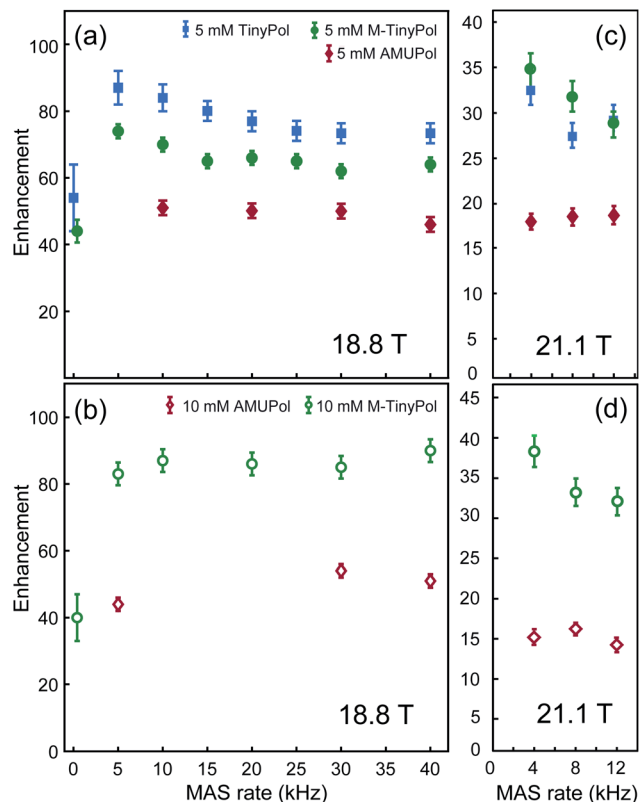 (a)
5 mM TinyPol
5 mM M-TinyPol
5 mM AMUPol
100
80
60
40
20
Enhancement
18.8 T
(c)
40
35
30
25
20
15
10
5
0
21.1 T
(b)
10 mM AMUPol
10 mM M-TinyPol
100
80
60
40
20
0
Enhancement
18.8 T
0 5 10 15 20 25 30 35 40
MAS rate (kHz)
(d)
45
40
35
30
25
20
15
10
5
0
21.1 T
0 4 8 12
MAS rate (kHz)